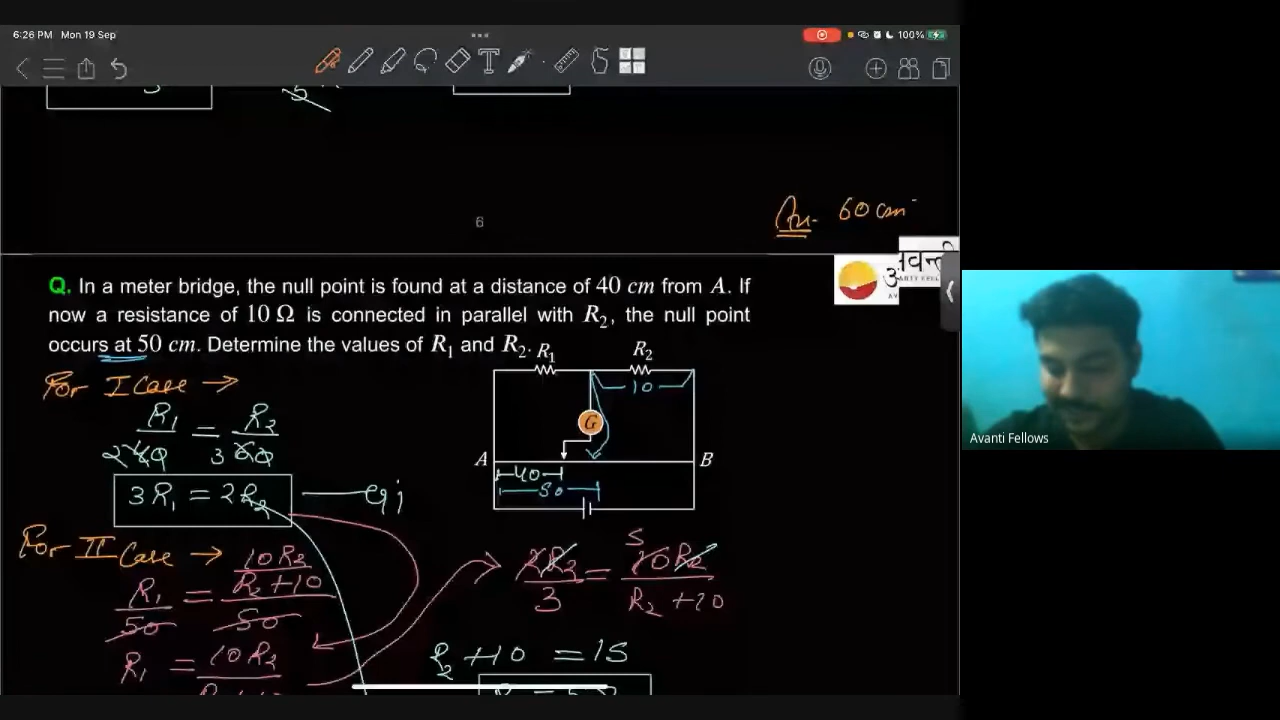 6:26 PM Mon 19 Sep
100%
Ans. 60 cm
6
Q. In a meter bridge, the null point is found at a distance of 40 cm from A. If
now a resistance of 10 Ω is connected in parallel with R₂, the null point
occurs at 50 cm. Determine the values of R₁ and R₂.
R₁ R₂
10
G
A B
40
50
For I Case →
R₁/40 = R₂/60
2 3
3R₁ = 2R₂ — eq i
For II Case →
R₁/50 = (10R₂/(R₂+10))/50
R₁ = 10R₂
2R₂/3 = 10R₂/(R₂+10)
5
R₂ + 10 = 15
Avanti Fellows